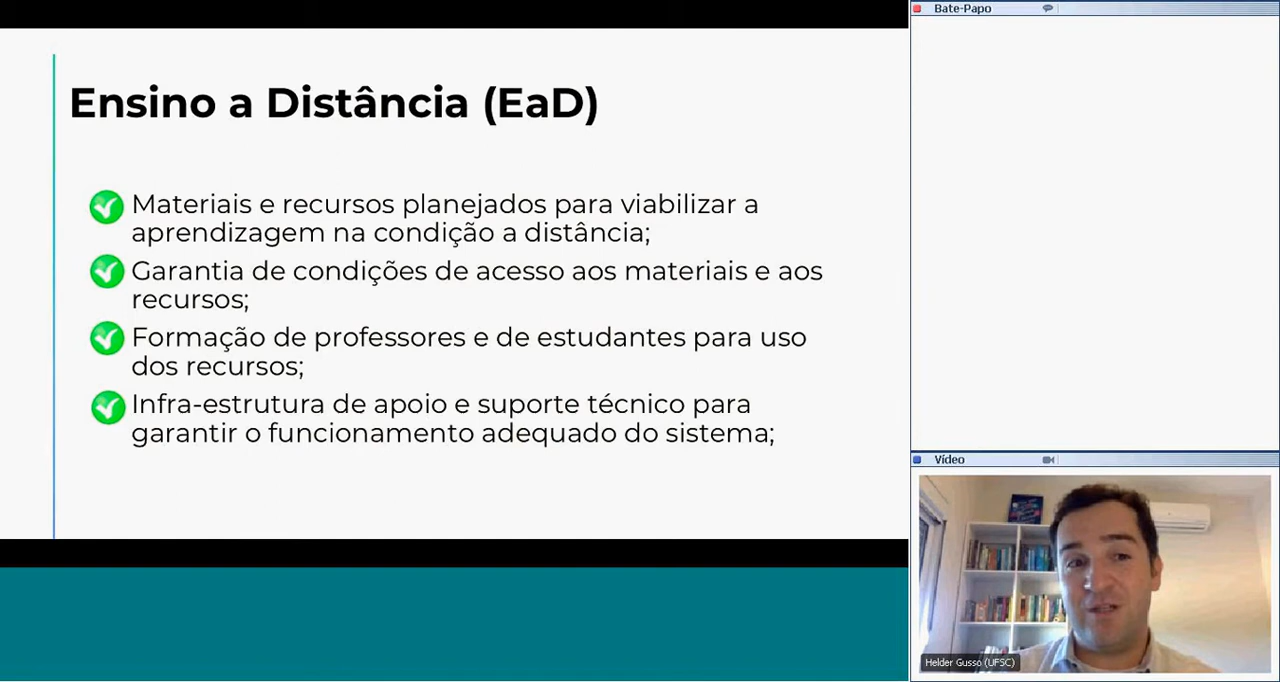 Ensino a Distância (EaD)
Materiais e recursos planejados para viabilizar a
aprendizagem na condição a distância;
Garantia de condições de acesso aos materiais e aos
recursos;
Formação de professores e de estudantes para uso
dos recursos;
Infra-estrutura de apoio e suporte técnico para
garantir o funcionamento adequado do sistema;
Bate-Papo
Vídeo
Helder Gusso (UFSC)